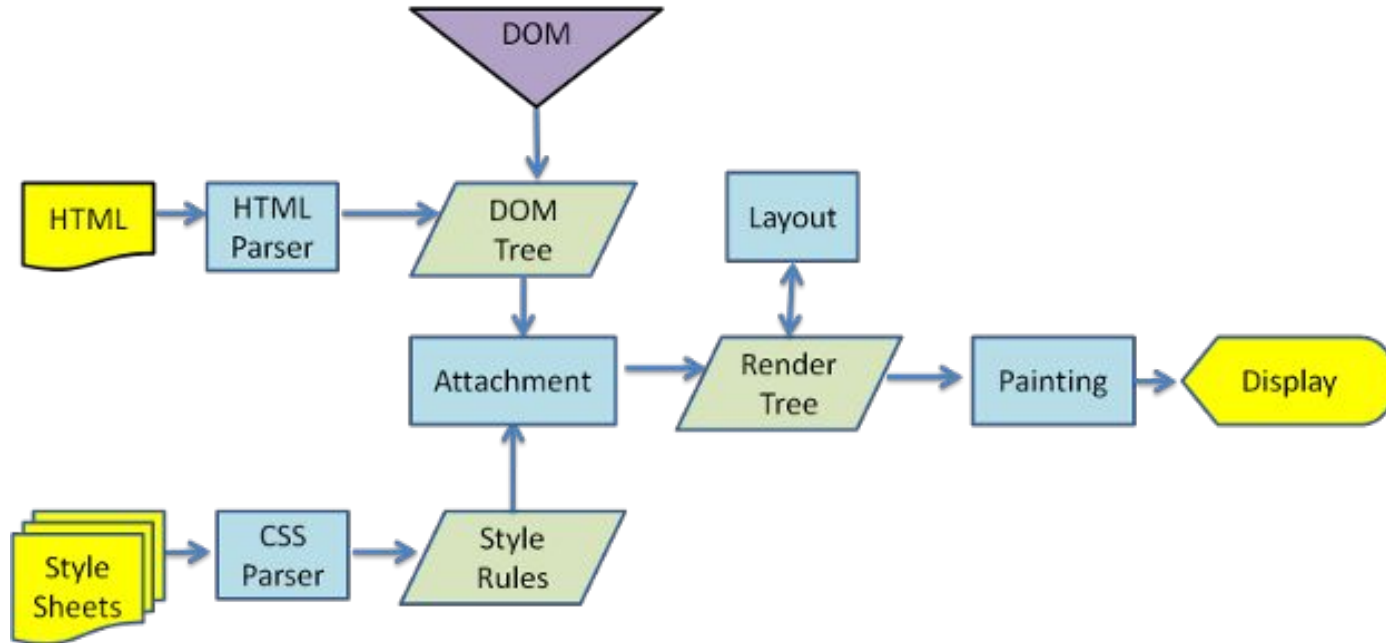 DOM
HTML
HTML
Parser
DOM
Tree
Layout
Attachment
Render
Tree
Painting
Display
Style
Sheets
CSS
Parser
Style
Rules